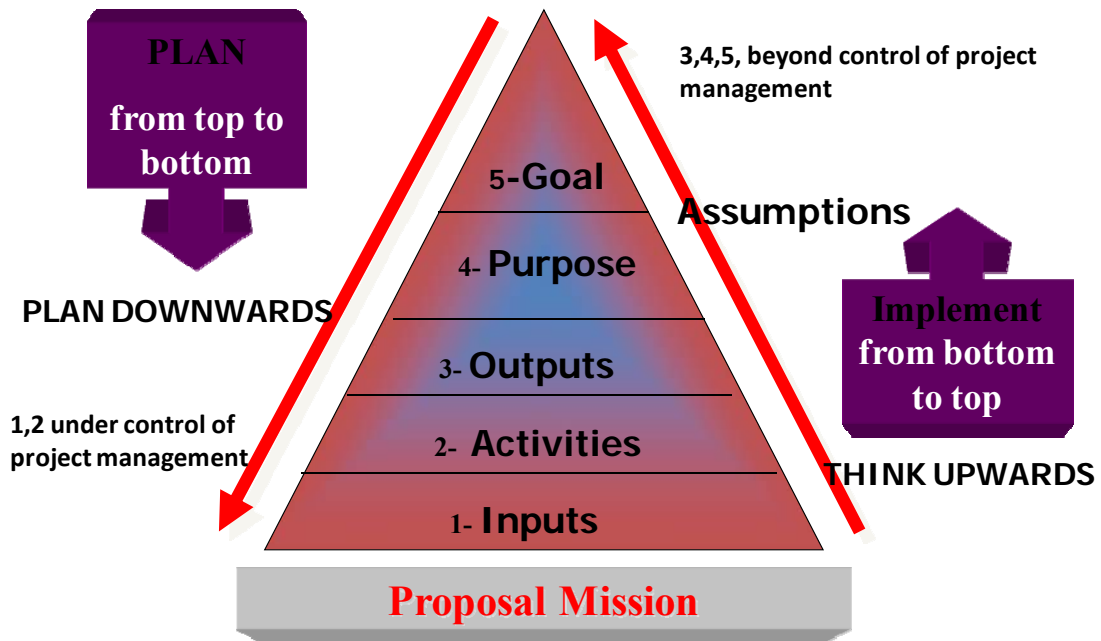 PLAN
from top to
bottom
3,4,5, beyond control of project
management
5-Goal
Assumptions
4- Purpose
PLAN DOWNWARDS
Implement
from bottom
to top
3- Outputs
1,2 under control of
project management
2- Activities
THINK UPWARDS
1- Inputs
Proposal Mission